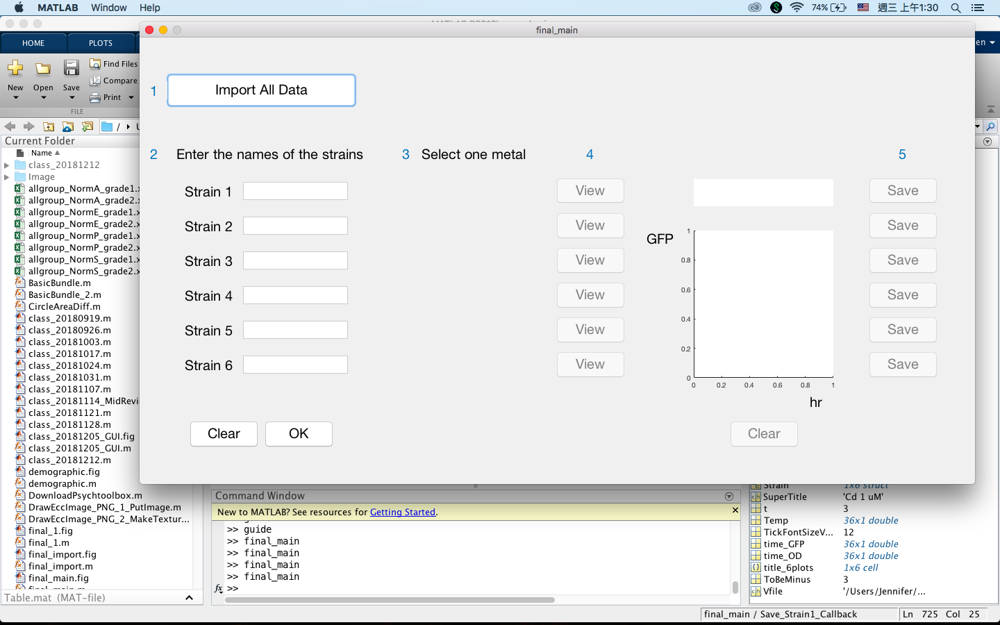 MATLAB Window Help
74% 週三 上午1:30
final_main
HOME PLOTS
en
New Open Save
Find Files
Compare
Print
FILE
/
Current Folder
Name
class_20181212
Image
allgroup_NormA_grade1.x
allgroup_NormA_grade2.x
allgroup_NormE_grade1.x
allgroup_NormE_grade2.x
allgroup_NormP_grade1.x
allgroup_NormP_grade2.x
allgroup_NormS_grade1.x
allgroup_NormS_grade2.x
BasicBundle.m
BasicBundle_2.m
CircleAreaDiff.m
class_20180919.m
class_20180926.m
class_20181003.m
class_20181017.m
class_20181024.m
class_20181031.m
class_20181107.m
class_20181114_MidRevi
class_20181121.m
class_20181128.m
class_20181205_GUI.fig
class_20181205_GUI.m
class_20181212.m
demographic.fig
demographic.m
DownloadPsychtoolbox.m
DrawEccImage_PNG_1_PutImage.m
DrawEccImage_PNG_2_MakeTextur...
final_1.fig
final_1.m
final_import.fig
final_import.m
final_main.fig
final_main.m
Table.mat (MAT-file)
1 Import All Data
2 Enter the names of the strains
Strain 1
Strain 2
Strain 3
Strain 4
Strain 5
Strain 6
Clear OK
3 Select one metal
4
View
View
View
View
View
View
GFP
1
0.8
0.6
0.4
0.2
0
0 0.2 0.4 0.6 0.8 1
hr
5
Save
Save
Save
Save
Save
Save
Clear
Command Window
New to MATLAB? See resources for Getting Started.
>> guide
>> final_main
>> final_main
>> final_main
>> final_main
fx >>
Strain 1x6 struct
SuperTitle 'Cd 1 uM'
t 3
Temp 36x1 double
TickFontSizeV... 12
time_GFP 36x1 double
time_OD 36x1 double
title_6plots 1x6 cell
ToBeMinus 3
Vfile '/Users/Jennifer/...
final_main / Save_Strain1_Callback Ln 725 Col 25